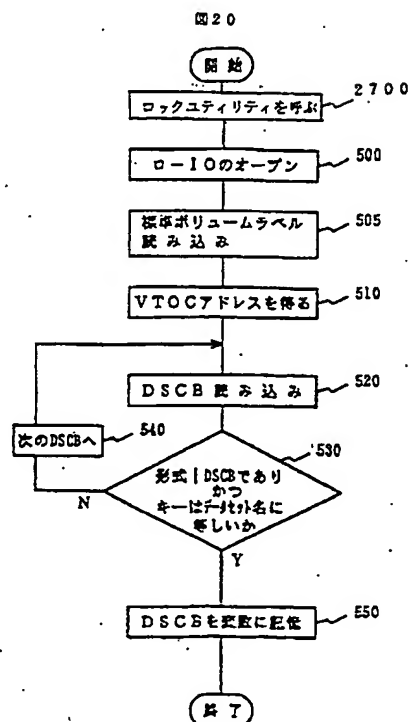 図20
開始
2700
ロックユティリティを呼ぶ
500
ローIOのオープン
505
標準ボリュームラベル
読み込み
510
VTOCアドレスを得る
520
DSCB読み込み
540
次のDSCBへ
530
形式1DSCBであり
かつ
キーはデータセット名に
等しいか
N
Y
550
DSCBを変数に記憶
終了